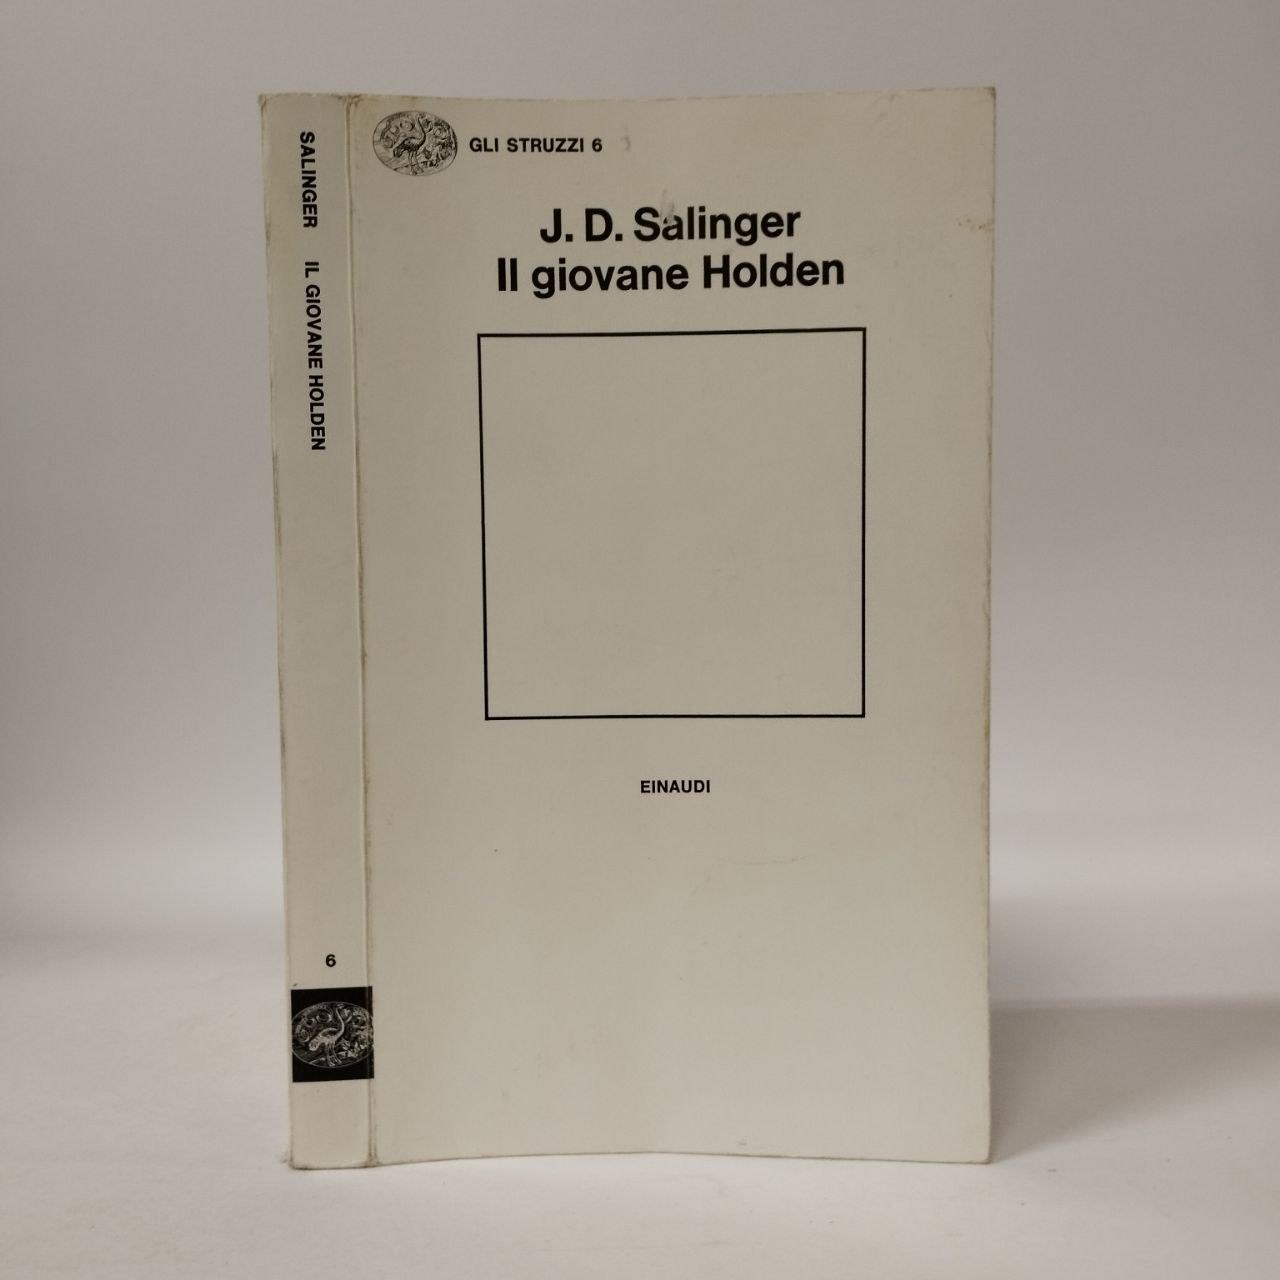 GLI STRUZZI 6
J. D. Salinger
Il giovane Holden
EINAUDI
SALINGER IL GIOVANE HOLDEN
6